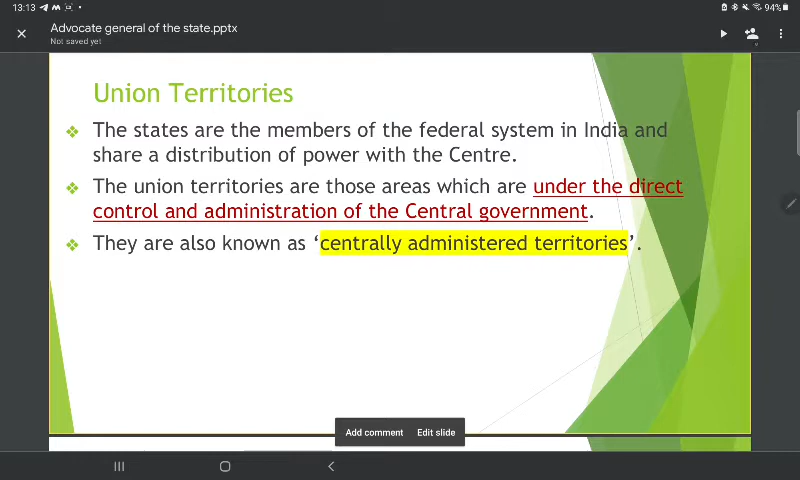 13:13
94%
Advocate general of the state.pptx
Not saved yet
Union Territories
The states are the members of the federal system in India and
share a distribution of power with the Centre.
The union territories are those areas which are under the direct
control and administration of the Central government.
They are also known as ‘centrally administered territories’.
Add comment Edit slide